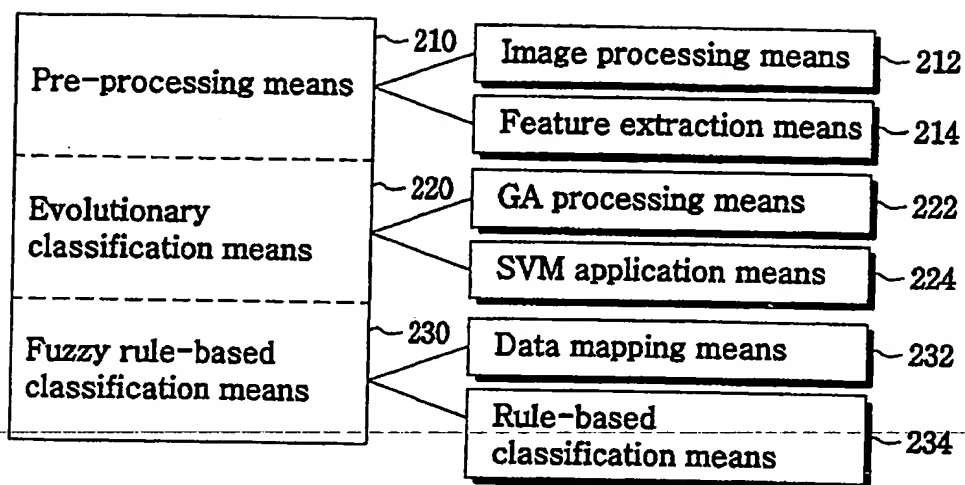 Pre-processing means
210
Image processing means
212
Feature extraction means
214
Evolutionary
classification means
220
GA processing means
222
SVM application means
224
Fuzzy rule-based
classification means
230
Data mapping means
232
Rule-based
classification means
234